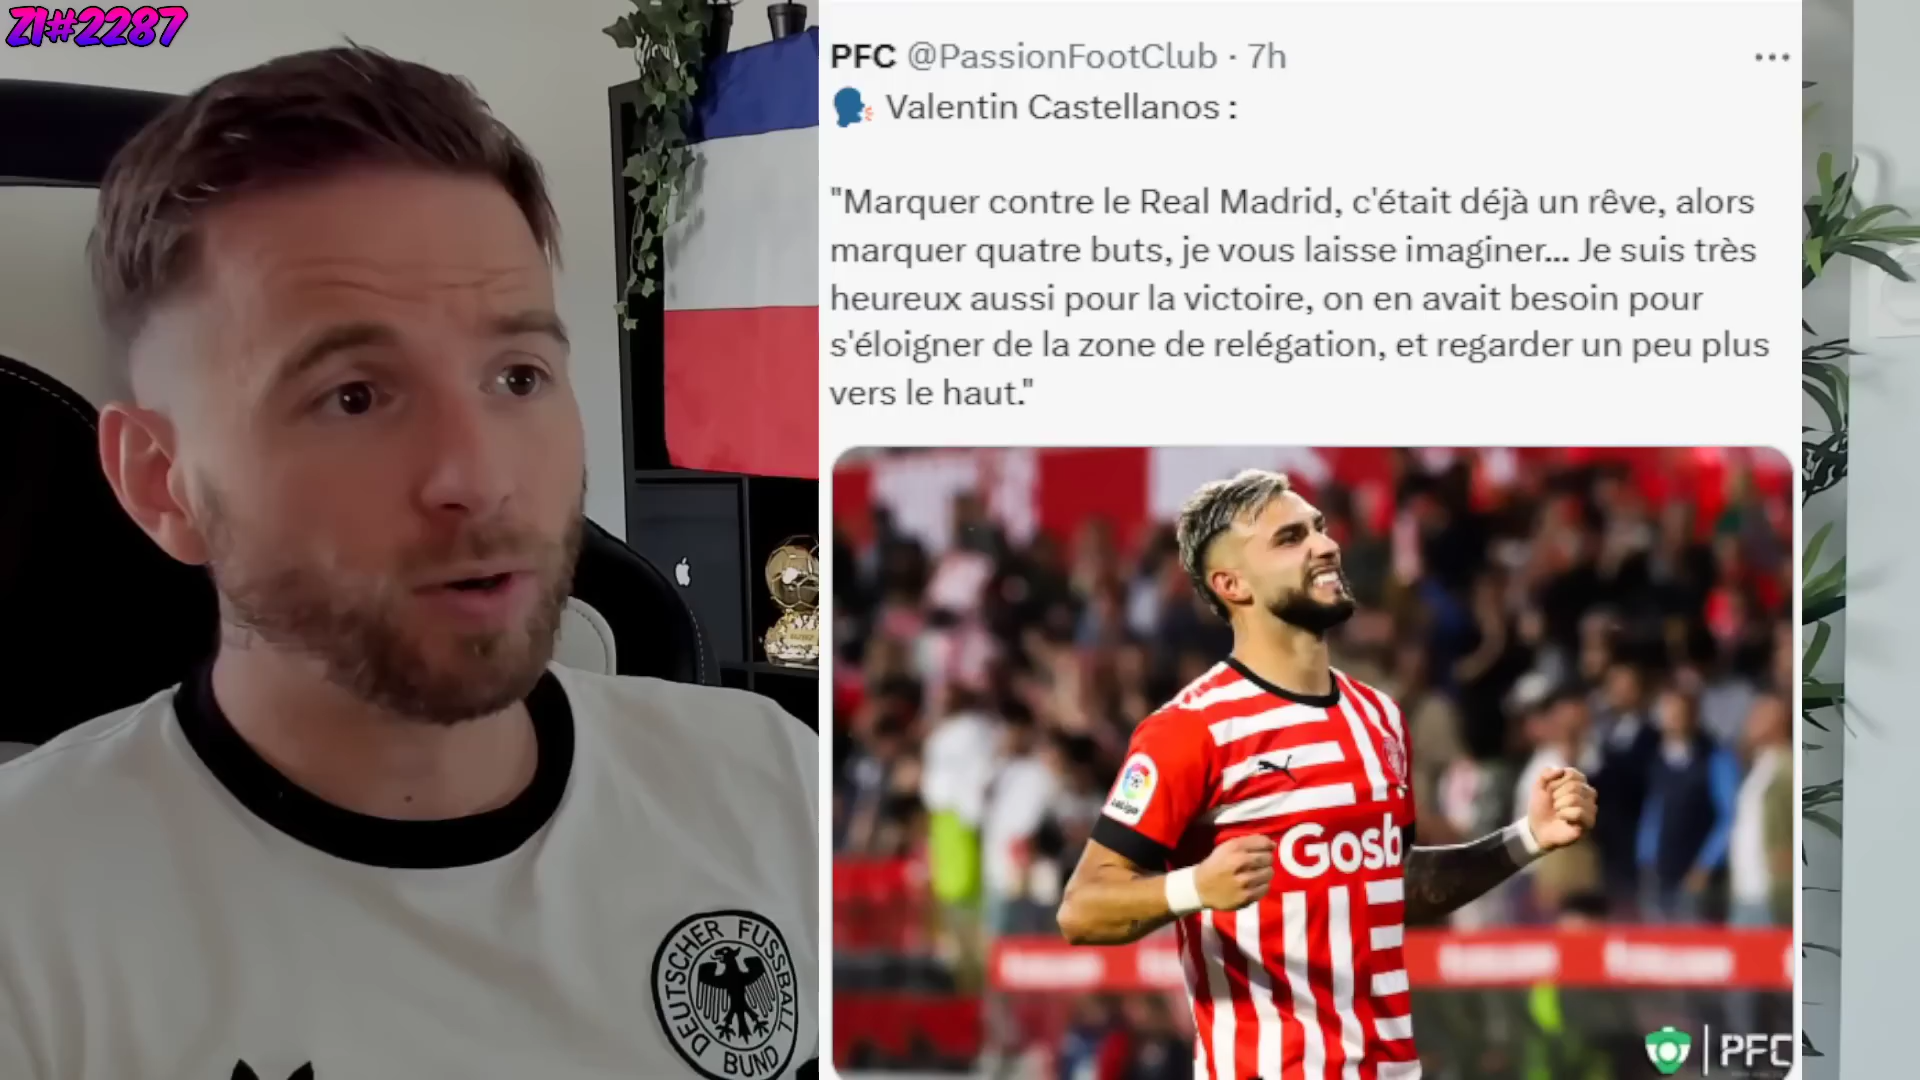 ZI#2287
PFC @PassionFootClub · 7h
Valentin Castellanos :
"Marquer contre le Real Madrid, c'était déjà un rêve, alors
marquer quatre buts, je vous laisse imaginer... Je suis très
heureux aussi pour la victoire, on en avait besoin pour
s'éloigner de la zone de relégation, et regarder un peu plus
vers le haut."
LaLiga
Gosb
DEUTSCHER FUSSBALL
BUND
PFC